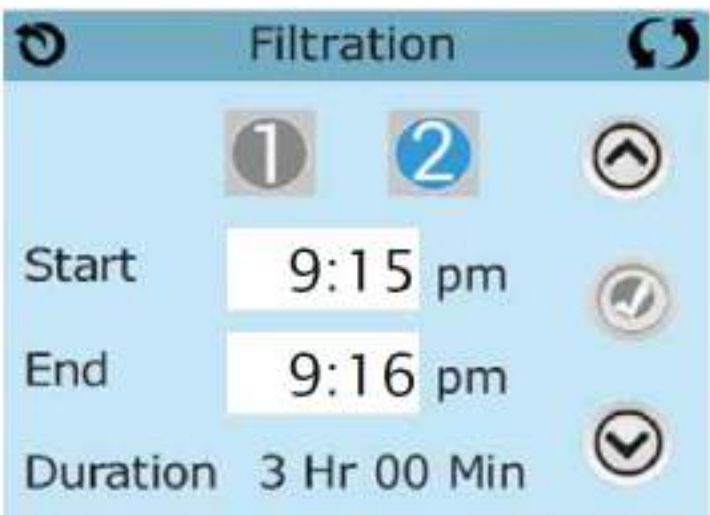 Filtration
1 2
Start 9:15 pm
End 9:16 pm
Duration 3 Hr 00 Min